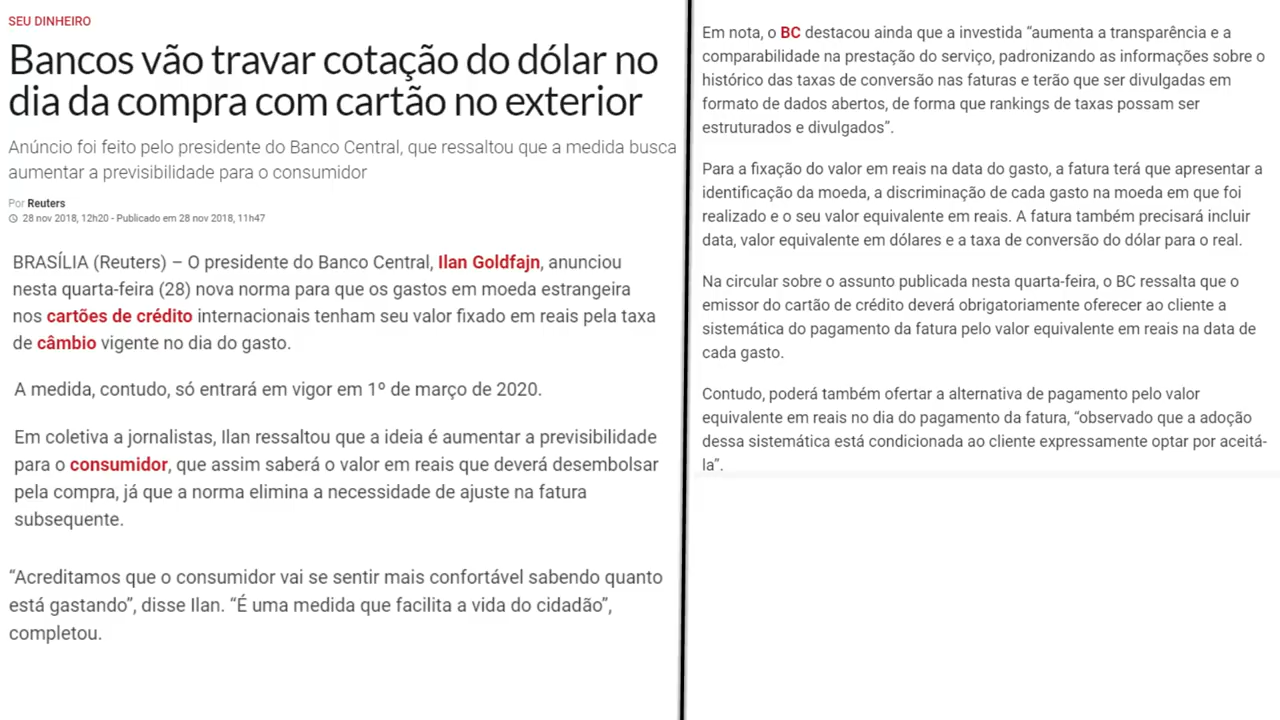 SEU DINHEIRO
Bancos vão travar cotação do dólar no
dia da compra com cartão no exterior
Anúncio foi feito pelo presidente do Banco Central, que ressaltou que a medida busca
aumentar a previsibilidade para o consumidor
Por Reuters
28 nov 2018, 12h20 - Publicado em 28 nov 2018, 11h47
BRASÍLIA (Reuters) – O presidente do Banco Central, Ilan Goldfajn, anunciou
nesta quarta-feira (28) nova norma para que os gastos em moeda estrangeira
nos cartões de crédito internacionais tenham seu valor fixado em reais pela taxa
de câmbio vigente no dia do gasto.
A medida, contudo, só entrará em vigor em 1º de março de 2020.
Em coletiva a jornalistas, Ilan ressaltou que a ideia é aumentar a previsibilidade
para o consumidor, que assim saberá o valor em reais que deverá desembolsar
pela compra, já que a norma elimina a necessidade de ajuste na fatura
subsequente.
“Acreditamos que o consumidor vai se sentir mais confortável sabendo quanto
está gastando”, disse Ilan. “É uma medida que facilita a vida do cidadão”,
completou.
Em nota, o BC destacou ainda que a investida “aumenta a transparência e a
comparabilidade na prestação do serviço, padronizando as informações sobre o
histórico das taxas de conversão nas faturas e terão que ser divulgadas em
formato de dados abertos, de forma que rankings de taxas possam ser
estruturados e divulgados”.
Para a fixação do valor em reais na data do gasto, a fatura terá que apresentar a
identificação da moeda, a discriminação de cada gasto na moeda em que foi
realizado e o seu valor equivalente em reais. A fatura também precisará incluir
data, valor equivalente em dólares e a taxa de conversão do dólar para o real.
Na circular sobre o assunto publicada nesta quarta-feira, o BC ressalta que o
emissor do cartão de crédito deverá obrigatoriamente oferecer ao cliente a
sistemática do pagamento da fatura pelo valor equivalente em reais na data de
cada gasto.
Contudo, poderá também ofertar a alternativa de pagamento pelo valor
equivalente em reais no dia do pagamento da fatura, “observado que a adoção
dessa sistemática está condicionada ao cliente expressamente optar por aceitá-
la”.